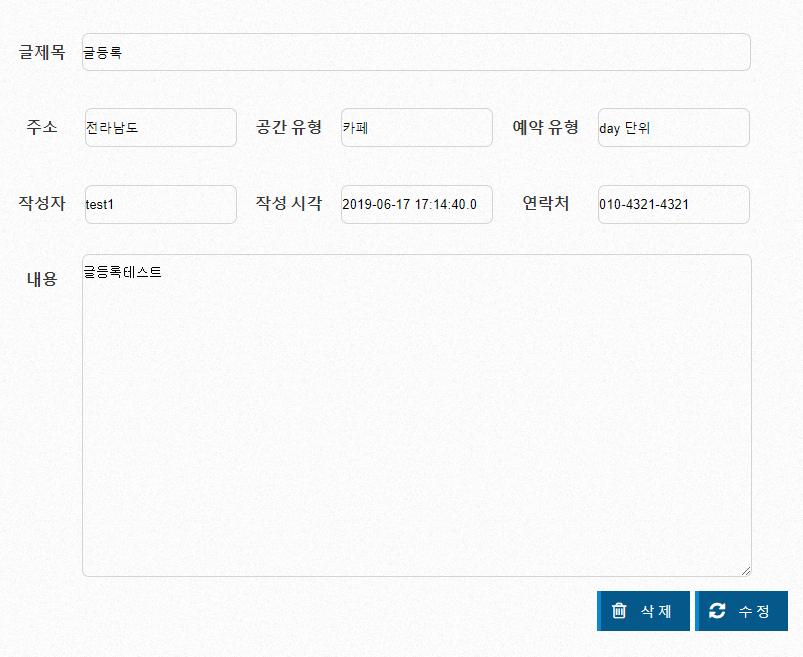 글제목 글등록
주소 전라남도 공간 유형 카페 예약 유형 day 단위
작성자 test1 작성 시각 2019-06-17 17:14:40.0 연락처 010-4321-4321
내용 글등록테스트
삭제 수정